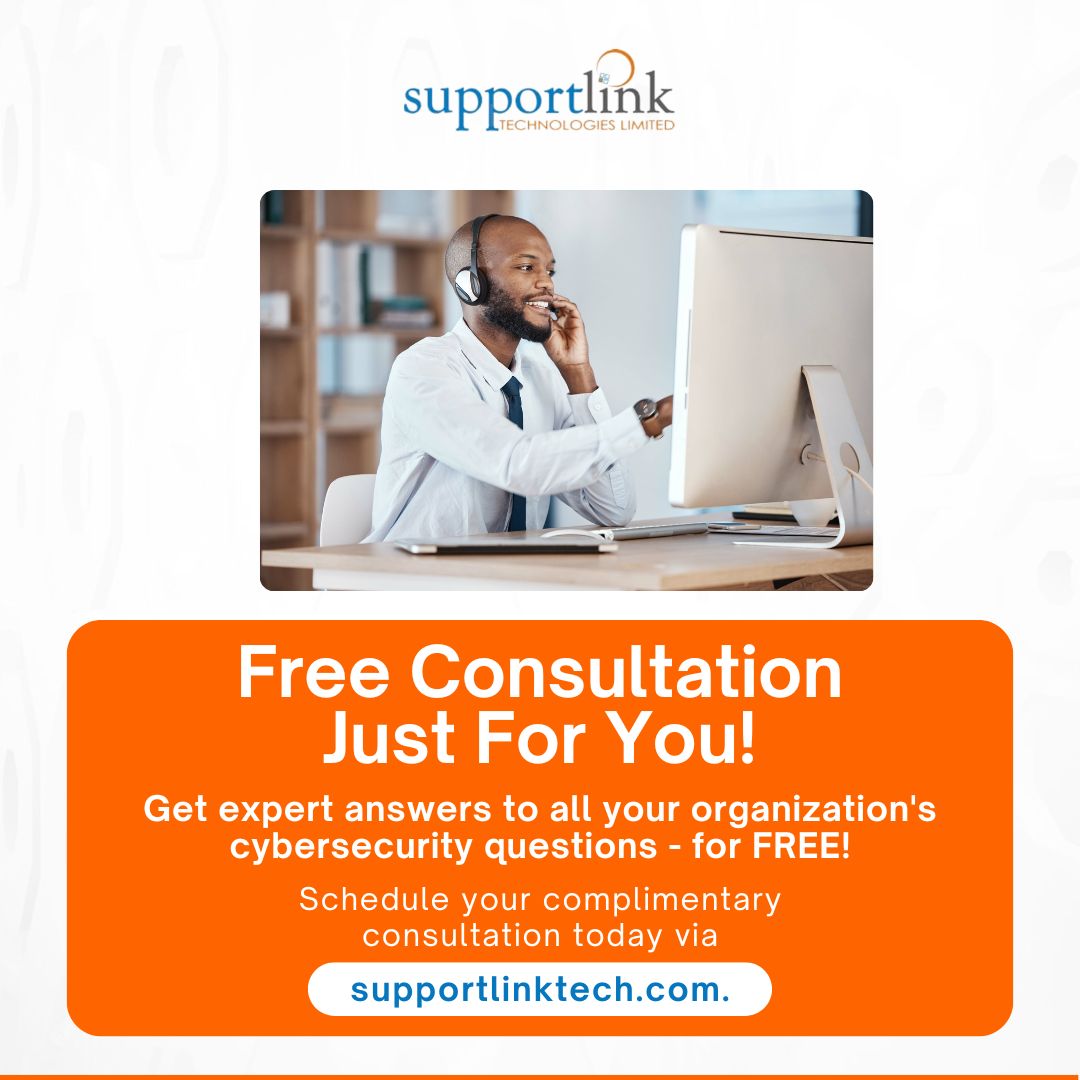 supportlink
TECHNOLOGIES LIMITED
Free Consultation
Just For You!
Get expert answers to all your organization's
cybersecurity questions - for FREE!
Schedule your complimentary
consultation today via
supportlinktech.com.